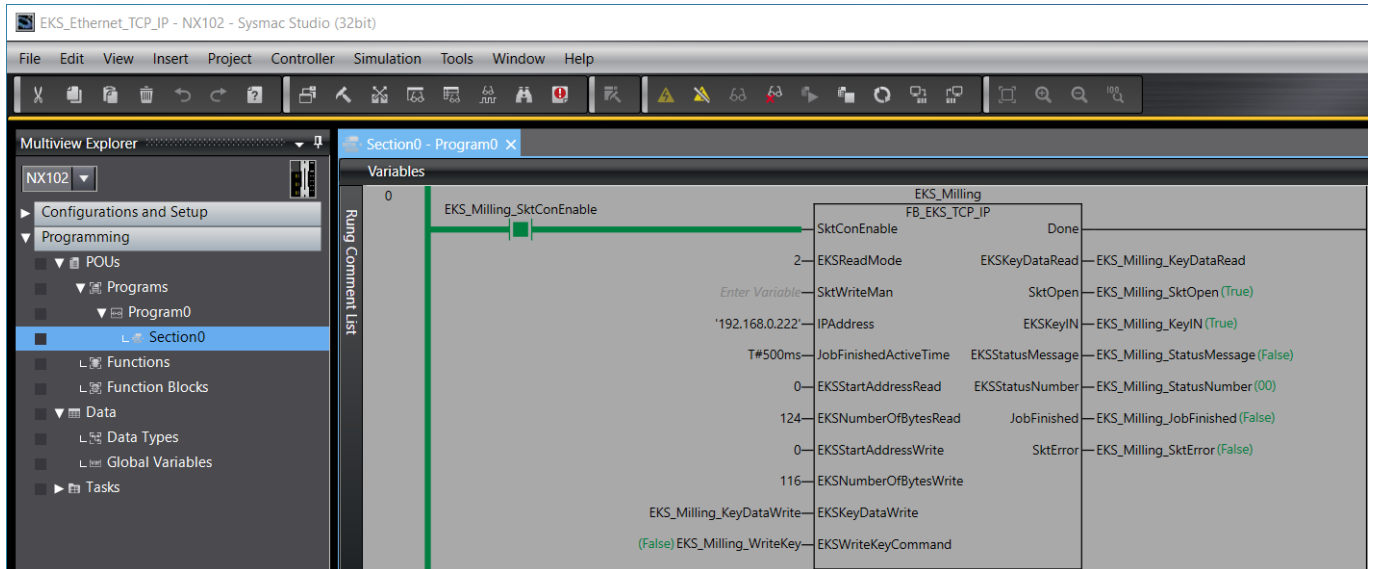 EKS_Ethernet_TCP_IP - NX102 - Sysmac Studio (32bit)
File Edit View Insert Project Controller Simulation Tools Window Help
Multiview Explorer
NX102
Configurations and Setup
Programming
POUs
Programs
Program0
Section0
Functions
Function Blocks
Data
Data Types
Global Variables
Tasks
Section0 - Program0
Variables
Rung Comment List
0
EKS_Milling_SktConEnable
EKS_Milling
FB_EKS_TCP_IP
SktConEnable Done
2 EKSReadMode EKSKeyDataRead EKS_Milling_KeyDataRead
Enter Variable SktWriteMan SktOpen EKS_Milling_SktOpen (True)
'192.168.0.222' IPAddress EKSKeyIN EKS_Milling_KeyIN (True)
T#500ms JobFinishedActiveTime EKSStatusMessage EKS_Milling_StatusMessage (False)
0 EKSStartAddressRead EKSStatusNumber EKS_Milling_StatusNumber (00)
124 EKSNumberOfBytesRead JobFinished EKS_Milling_JobFinished (False)
0 EKSStartAddressWrite SktError EKS_Milling_SktError (False)
116 EKSNumberOfBytesWrite
EKS_Milling_KeyDataWrite EKSKeyDataWrite
(False) EKS_Milling_WriteKey EKSWriteKeyCommand